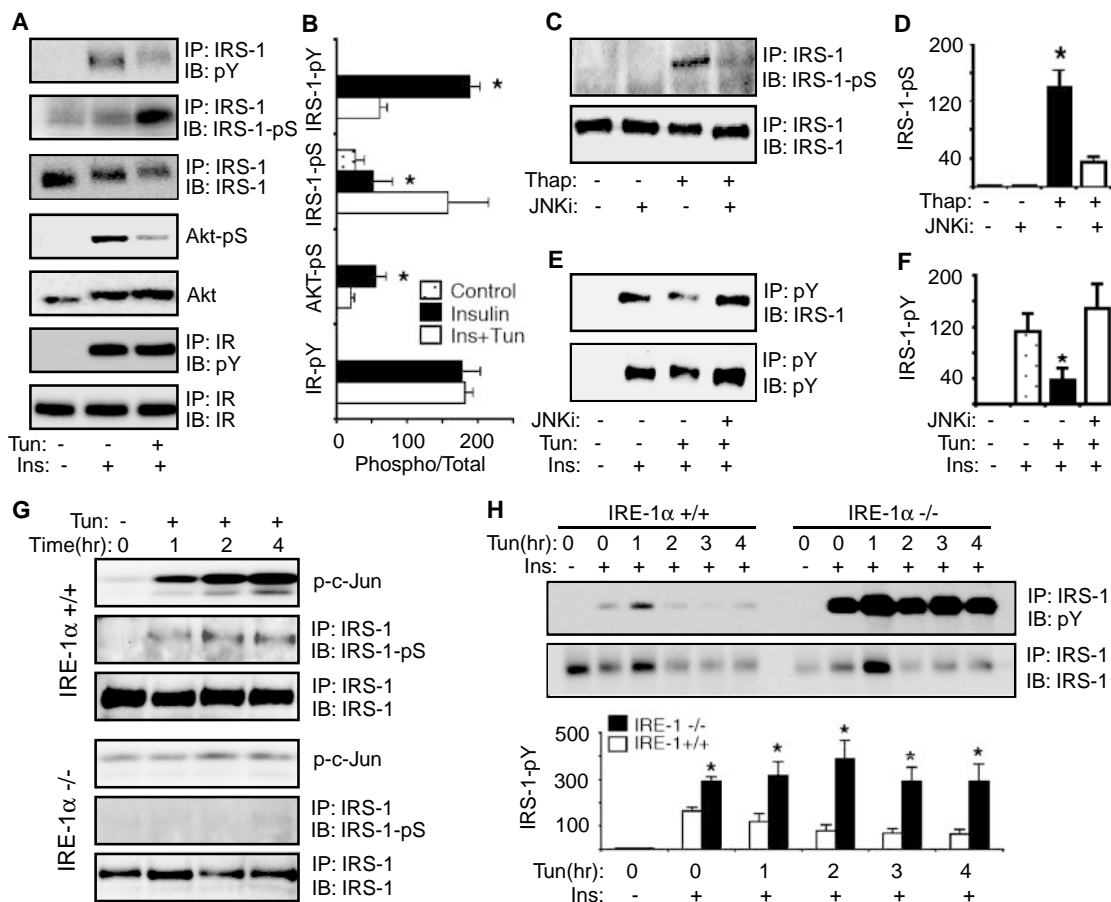 A
IP: IRS-1
IB: pY
IP: IRS-1
IB: IRS-1-pS
IP: IRS-1
IB: IRS-1
Akt-pS
Akt
IP: IR
IB: pY
IP: IR
IB: IR
Tun: - - +
Ins: - + +
B
IRS-1-pY
*
IRS-1-pS
*
AKT-pS
*
IR-pY
Control
Insulin
Ins+Tun
0 100 200
Phospho/Total
C
IP: IRS-1
IB: IRS-1-pS
IP: IRS-1
IB: IRS-1
Thap: - - + +
JNKi: - + - +
D
IRS-1-pS
200
120
40
*
Thap: - - + +
JNKi: - + - +
E
IP: pY
IB: IRS-1
IP: pY
IB: pY
JNKi: - - - +
Tun: - - + +
Ins: - + + +
F
IRS-1-pY
200
120
40
*
JNKi: - - - +
Tun: - - + +
Ins: - + + +
G
Tun: - + + +
Time(hr): 0 1 2 4
IRE-1α +/+
p-c-Jun
IP: IRS-1
IB: IRS-1-pS
IP: IRS-1
IB: IRS-1
IRE-1α -/-
p-c-Jun
IP: IRS-1
IB: IRS-1-pS
IP: IRS-1
IB: IRS-1
H
IRE-1α +/+ IRE-1α -/-
Tun(hr): 0 0 1 2 3 4 0 0 1 2 3 4
Ins: - + + + + + - + + + + +
IP: IRS-1
IB: pY
IP: IRS-1
IB: IRS-1
IRS-1-pY
500
300
100
IRE-1 -/-
IRE-1+/+
* * * * *
Tun(hr): 0 0 1 2 3 4
Ins: - + + + + +